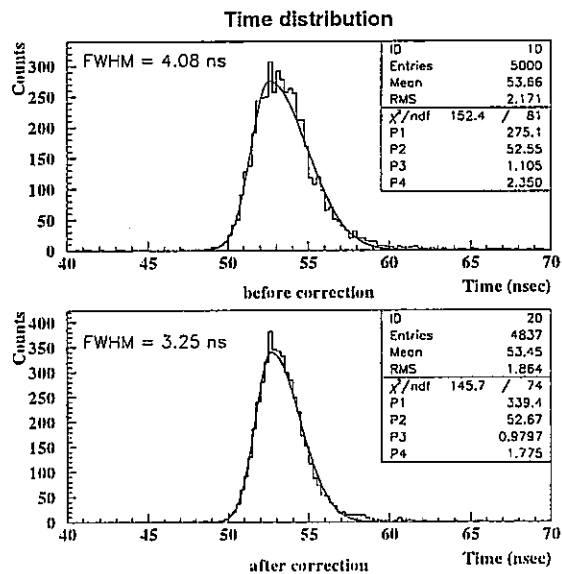 Time distribution
Counts
FWHM = 4.08 ns
ID 10
Entries 5000
Mean 53.66
RMS 2.171
χ²/ndf 152.4 / 81
P1 275.1
P2 52.55
P3 1.105
P4 2.350
300
250
200
150
100
50
0
40 45 50 55 60 65 70
before correction
Time (nsec)
Counts
FWHM = 3.25 ns
ID 20
Entries 4837
Mean 53.45
RMS 1.864
χ²/ndf 145.7 / 74
P1 339.4
P2 52.67
P3 0.9797
P4 1.775
400
350
300
250
200
150
100
50
0
40 45 50 55 60 65 70
after correction
Time (nsec)